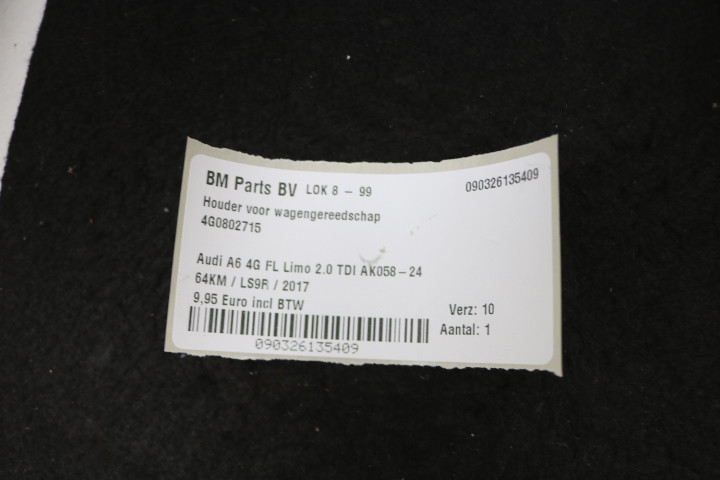 BM Parts BV LOK 8 - 99
090326135409
Houder voor wagengereedschap
4G0802715
Audi A6 4G FL Limo 2.0 TDI AK058-24
64KM / LS9R / 2017
9,95 Euro incl BTW
Verz: 10
Aantal: 1
090326135409